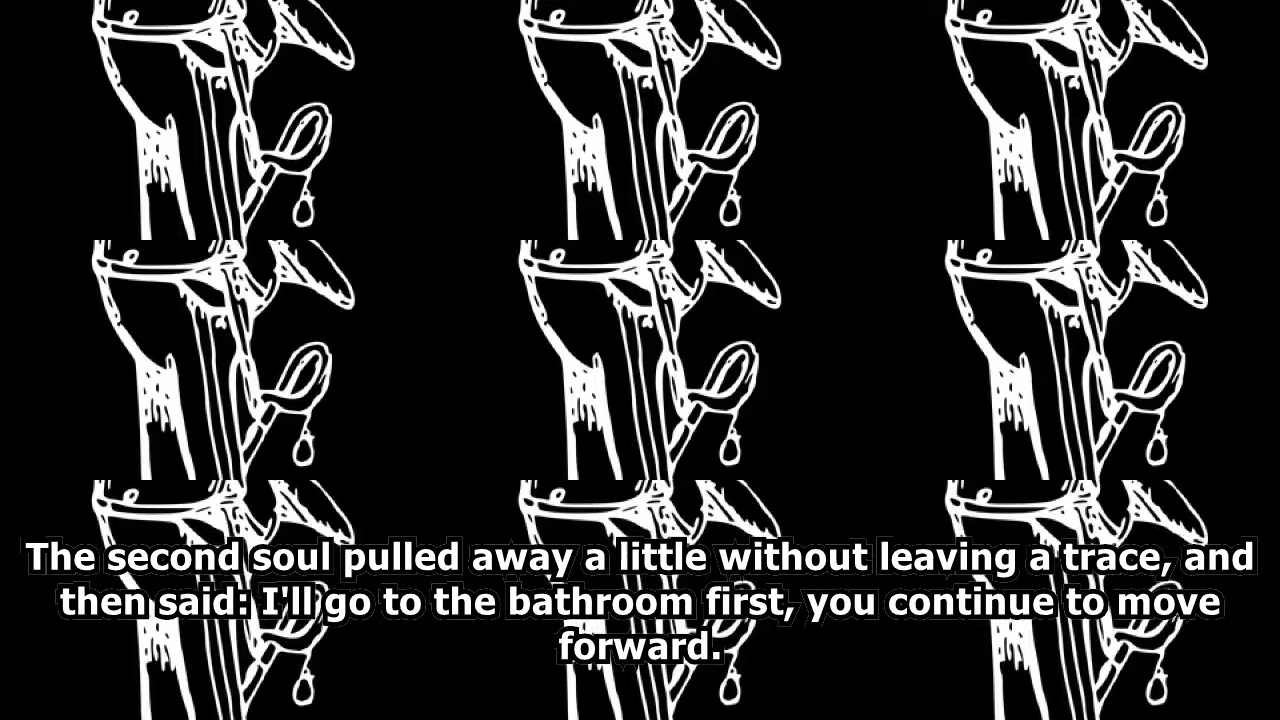 The second soul pulled away a little without leaving a trace, and
then said: I'll go to the bathroom first, you continue to move
forward.